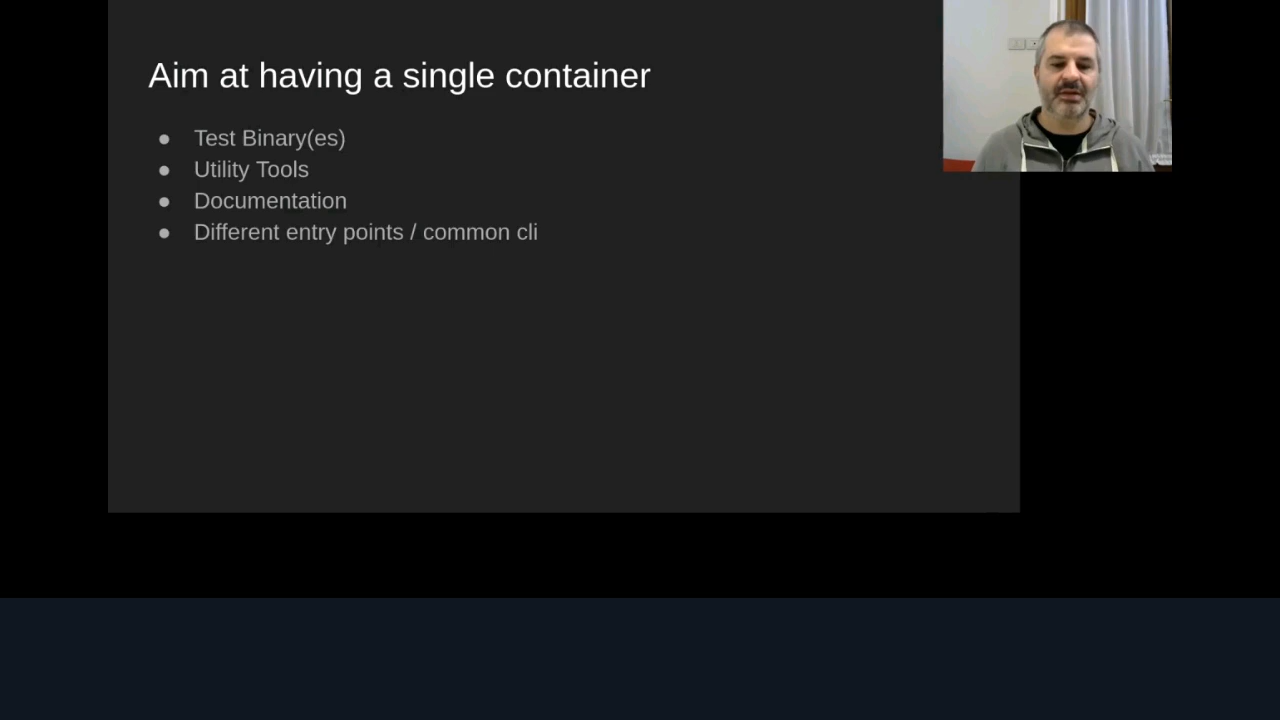 Aim at having a single container
● Test Binary(es)
● Utility Tools
● Documentation
● Different entry points / common cli